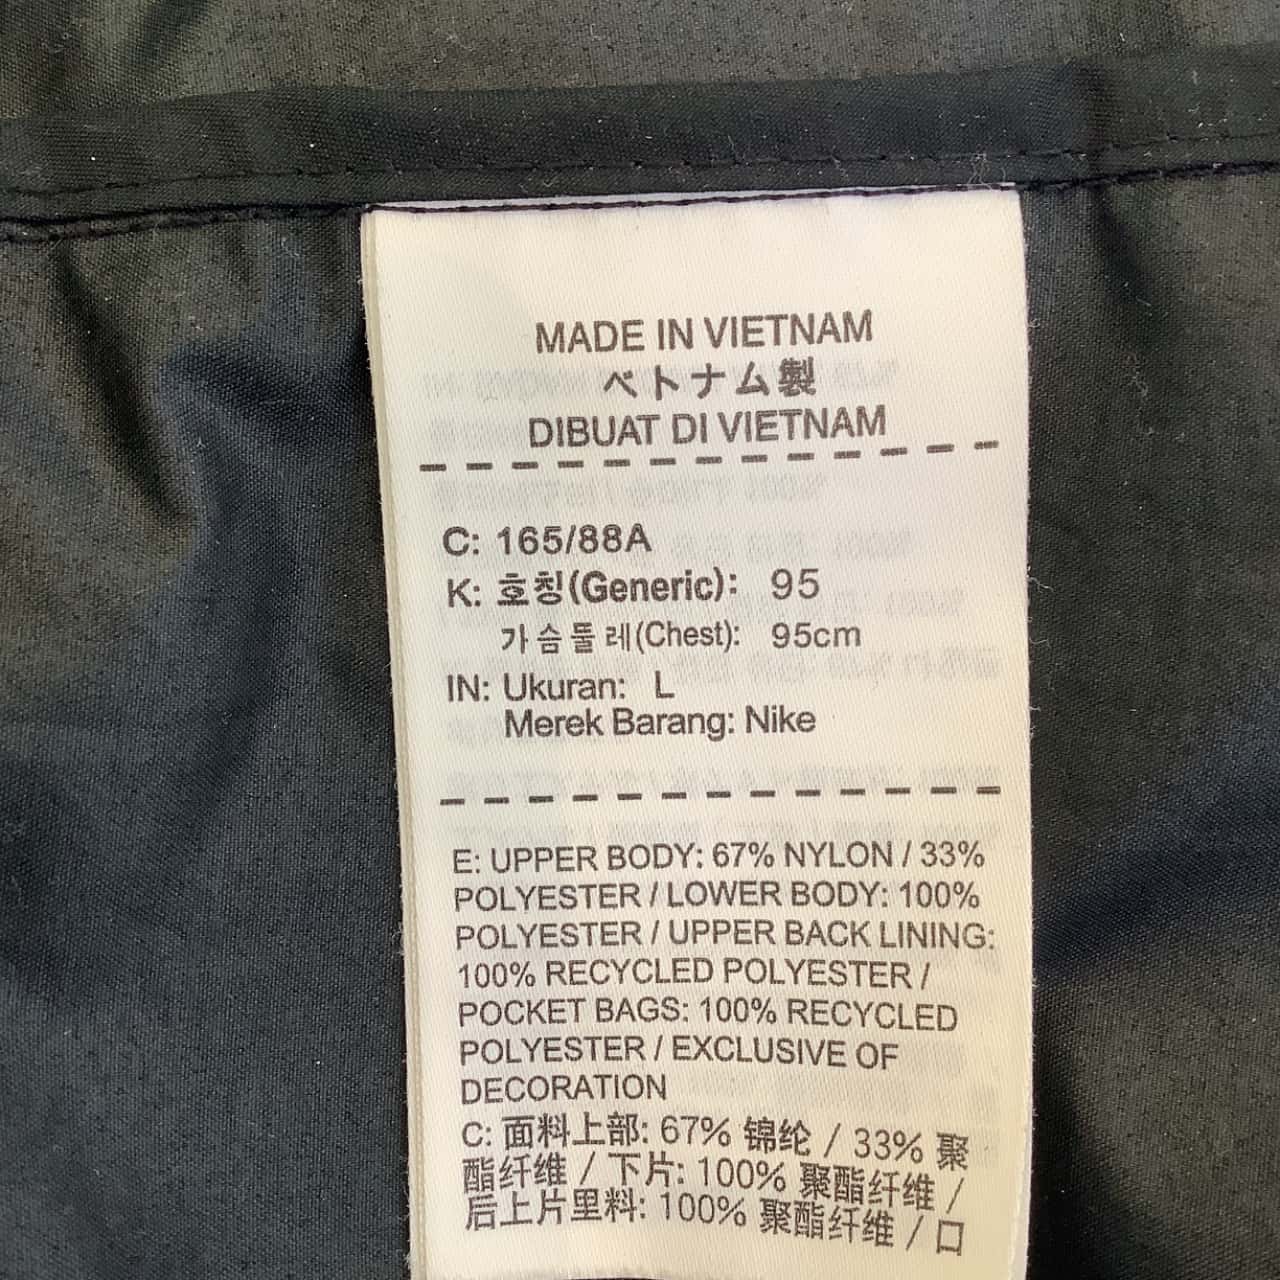 MADE IN VIETNAM
ベトナム製
DIBUAT DI VIETNAM
C: 165/88A
K: 호칭(Generic): 95
가슴둘레(Chest): 95cm
IN: Ukuran: L
Merek Barang: Nike
E: UPPER BODY: 67% NYLON / 33%
POLYESTER / LOWER BODY: 100%
POLYESTER / UPPER BACK LINING:
100% RECYCLED POLYESTER /
POCKET BAGS: 100% RECYCLED
POLYESTER / EXCLUSIVE OF
DECORATION
C: 面料上部: 67% 锦纶 / 33% 聚
酯纤维 / 下片: 100% 聚酯纤维 /
后上片里料: 100% 聚酯纤维 / 口